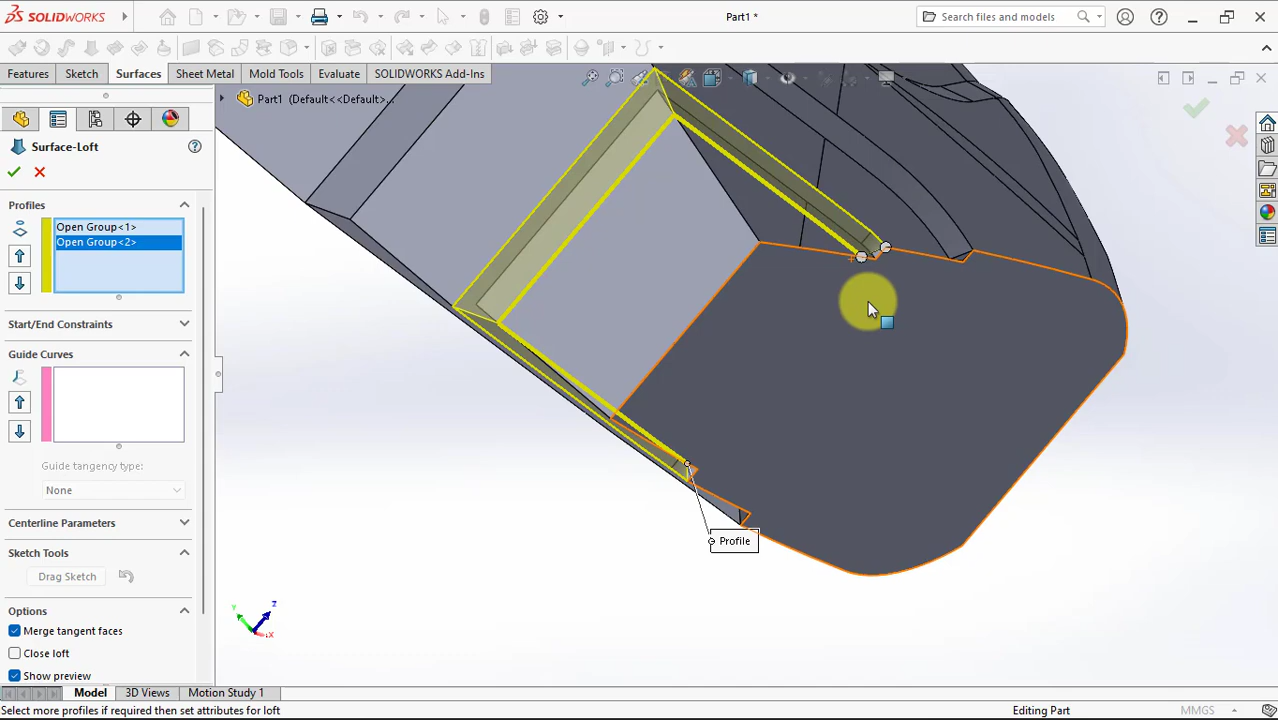 SOLIDWORKS
Part1 *
Search files and models
Features
Sketch
Surfaces
Sheet Metal
Mold Tools
Evaluate
SOLIDWORKS Add-Ins
Part1 (Default<<Default>...
Surface-Loft
Profiles
Open Group<1>
Open Group<2>
Start/End Constraints
Guide Curves
Guide tangency type:
None
Centerline Parameters
Sketch Tools
Drag Sketch
Options
Merge tangent faces
Close loft
Show preview
Profile
Z
Y
X
Model
3D Views
Motion Study 1
Select more profiles if required then set attributes for loft
Editing Part
MMGS